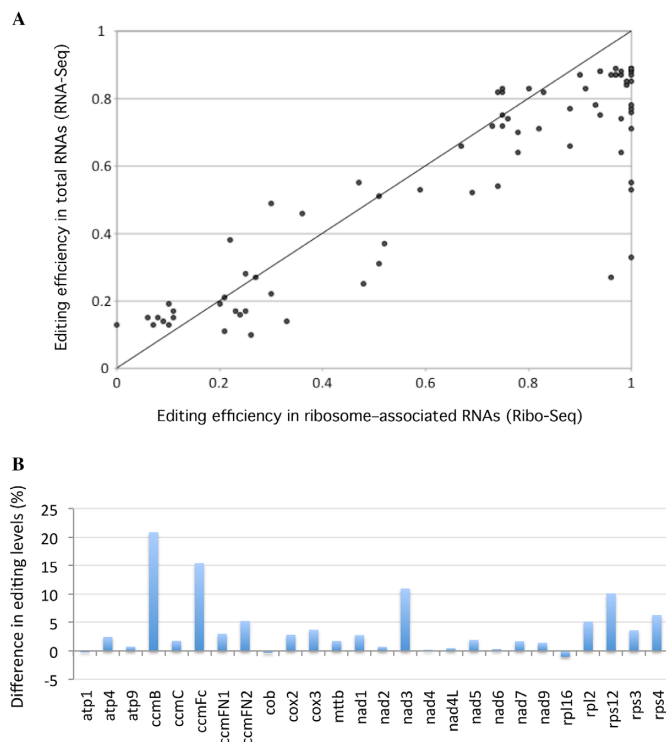 A
Editing efficiency in total RNAs (RNA-Seq)
1
0.8
0.6
0.4
0.2
0
0 0.2 0.4 0.6 0.8 1
Editing efficiency in ribosome–associated RNAs (Ribo-Seq)
B
Difference in editing levels (%)
25
20
15
10
5
0
-5
atp1
atp4
atp9
ccmB
ccmC
ccmFc
ccmFN1
ccmFN2
cob
cox2
cox3
mttb
nad1
nad2
nad3
nad4
nad4L
nad5
nad6
nad7
nad9
rpl16
rpl2
rps12
rps3
rps4